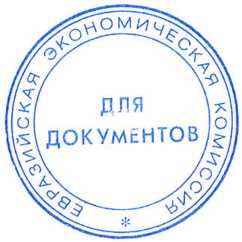 ЕВРАЗИЙСКАЯ ЭКОНОМИЧЕСКАЯ КОМИССИЯ
*
ДЛЯ
ДОКУМЕНТОВ